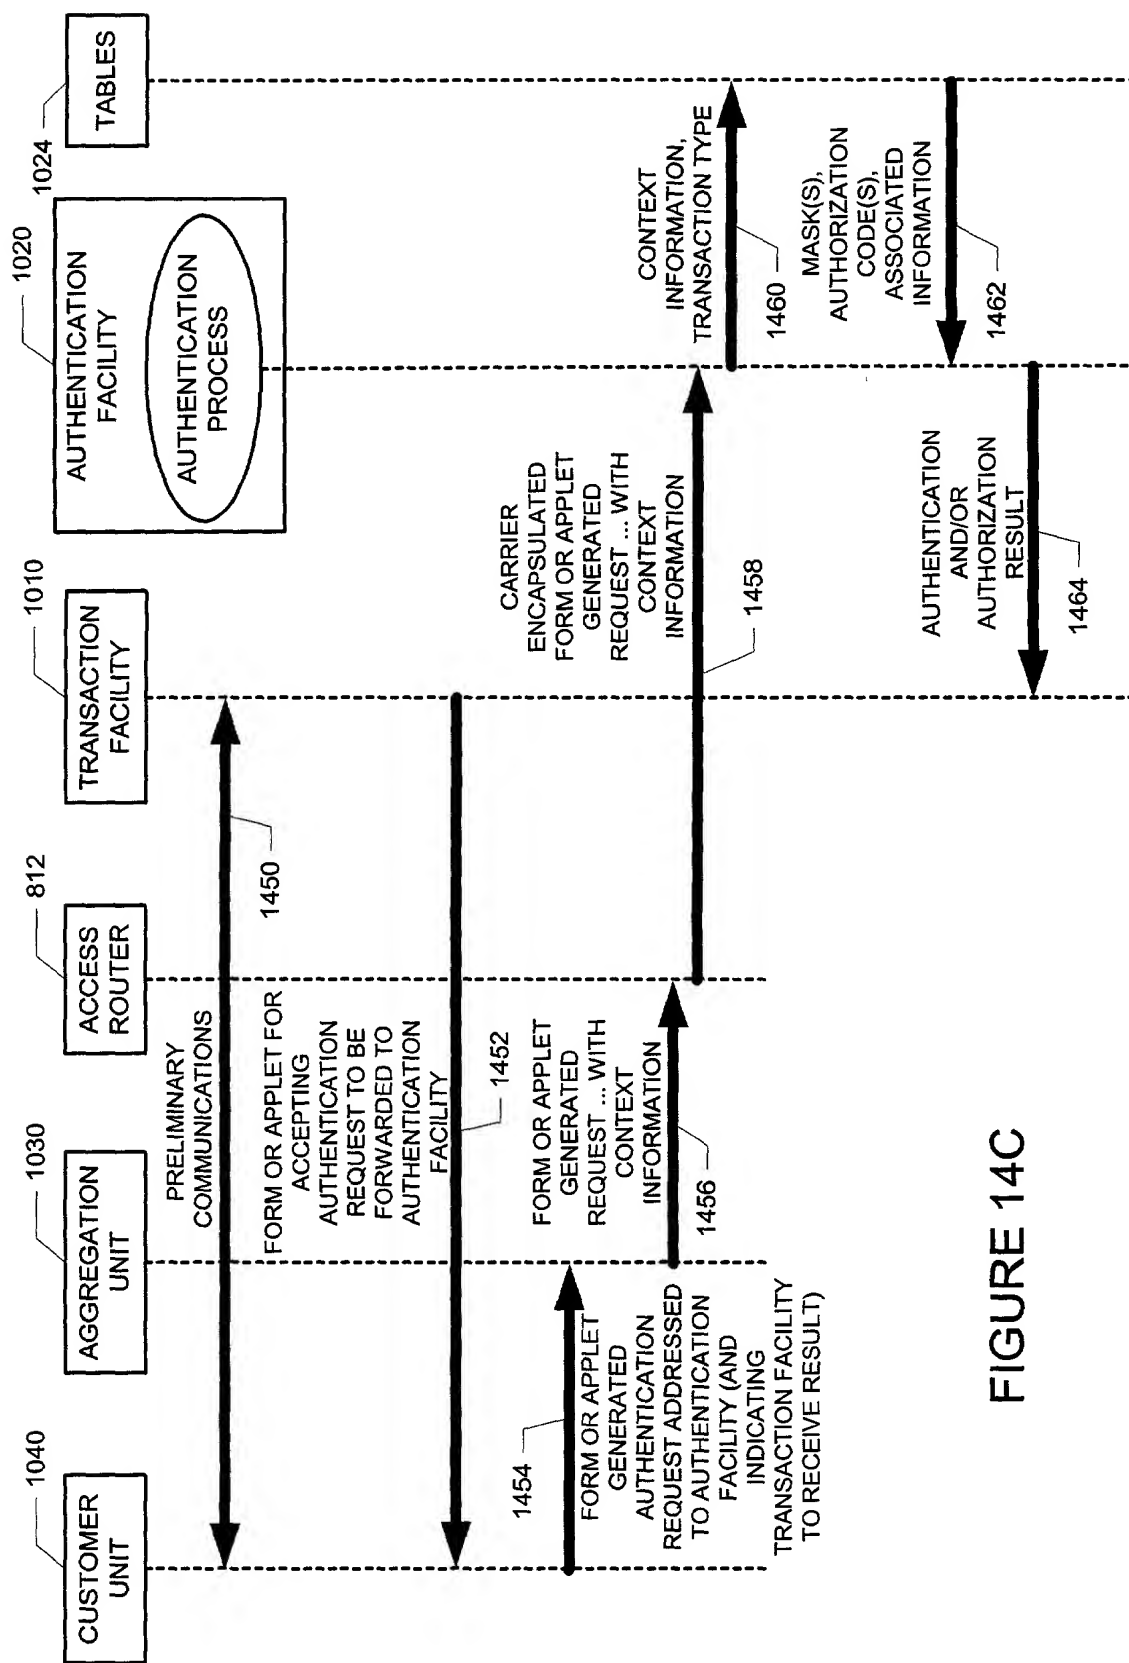 1040
CUSTOMER
UNIT
1030
AGGREGATION
UNIT
812
ACCESS
ROUTER
1010
TRANSACTION
FACILITY
1020
AUTHENTICATION
FACILITY
AUTHENTICATION
PROCESS
1024
TABLES
PRELIMINARY
COMMUNICATIONS
1450
FORM OR APPLET FOR
ACCEPTING
AUTHENTICATION
REQUEST TO BE
FORWARDED TO
AUTHENTICATION
FACILITY
1452
1454
FORM OR APPLET
GENERATED
AUTHENTICATION
REQUEST ADDRESSED
TO AUTHENTICATION
FACILITY (AND
INDICATING
TRANSACTION FACILITY
TO RECEIVE RESULT)
FORM OR APPLET
GENERATED
REQUEST ... WITH
CONTEXT
INFORMATION
1456
CARRIER
ENCAPSULATED
FORM OR APPLET
GENERATED
REQUEST ... WITH
CONTEXT
INFORMATION
1458
CONTEXT
INFORMATION,
TRANSACTION TYPE
1460
MASK(S),
AUTHORIZATION
CODE(S),
ASSOCIATED
INFORMATION
1462
AUTHENTICATION
AND/OR
AUTHORIZATION
RESULT
1464
FIGURE 14C